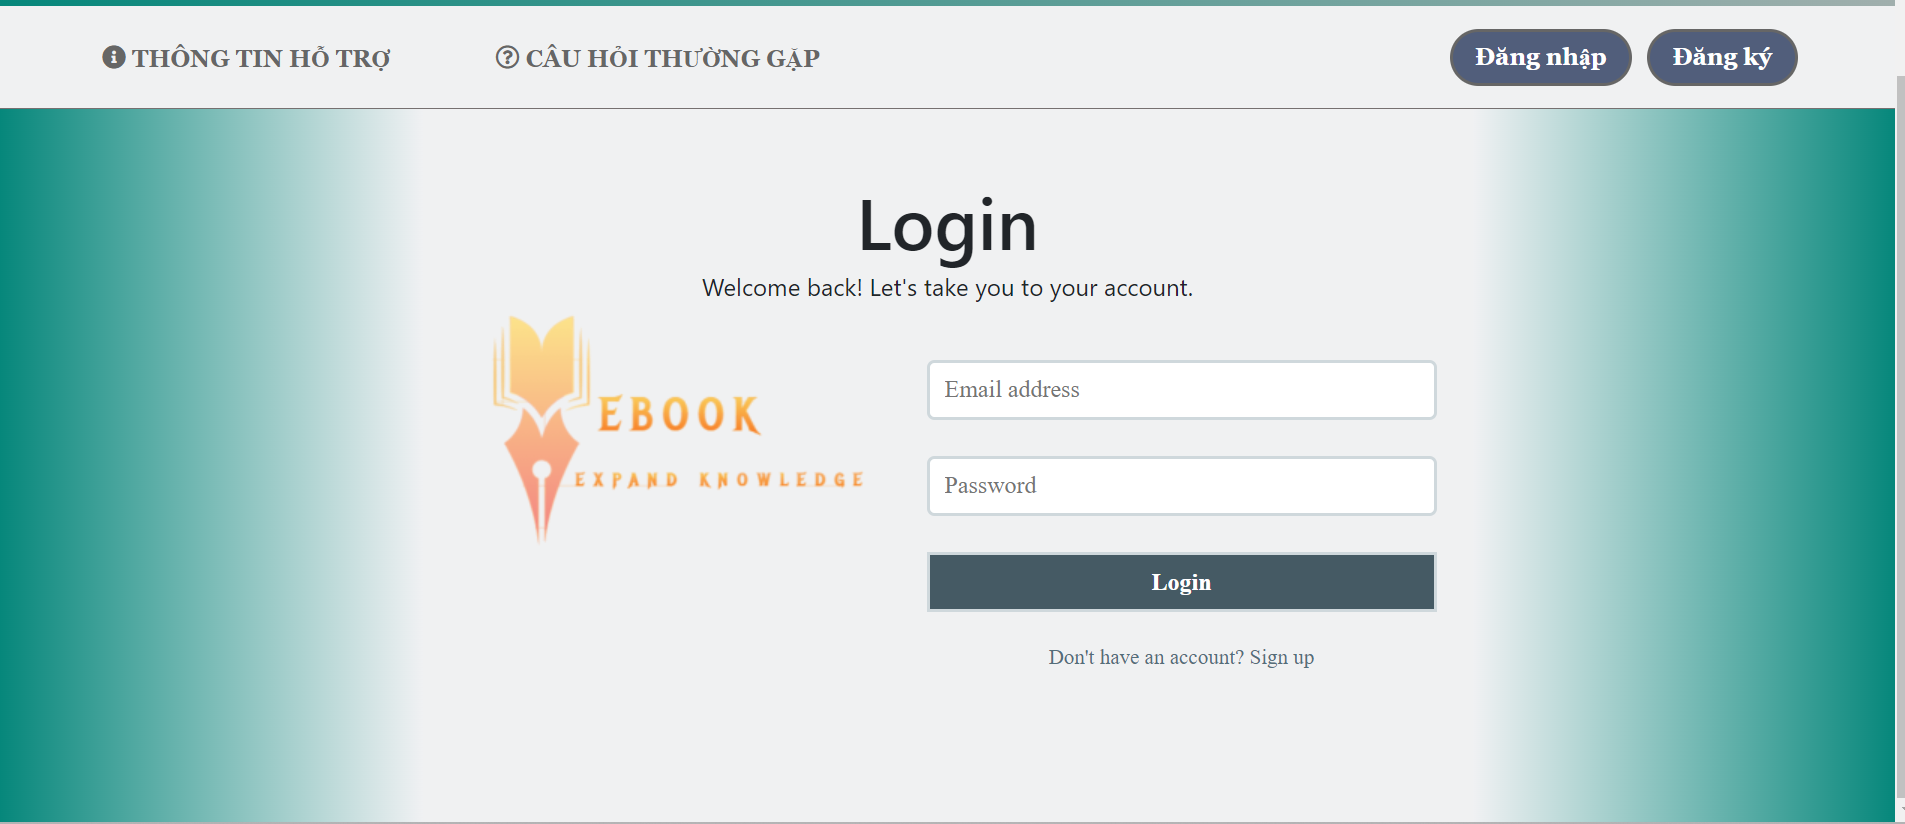 THÔNG TIN HỖ TRỢ
CÂU HỎI THƯỜNG GẶP
Đăng nhập
Đăng ký
Login
Welcome back! Let's take you to your account.
EBOOK
EXPAND KNOWLEDGE
Email address
Password
Login
Don't have an account? Sign up